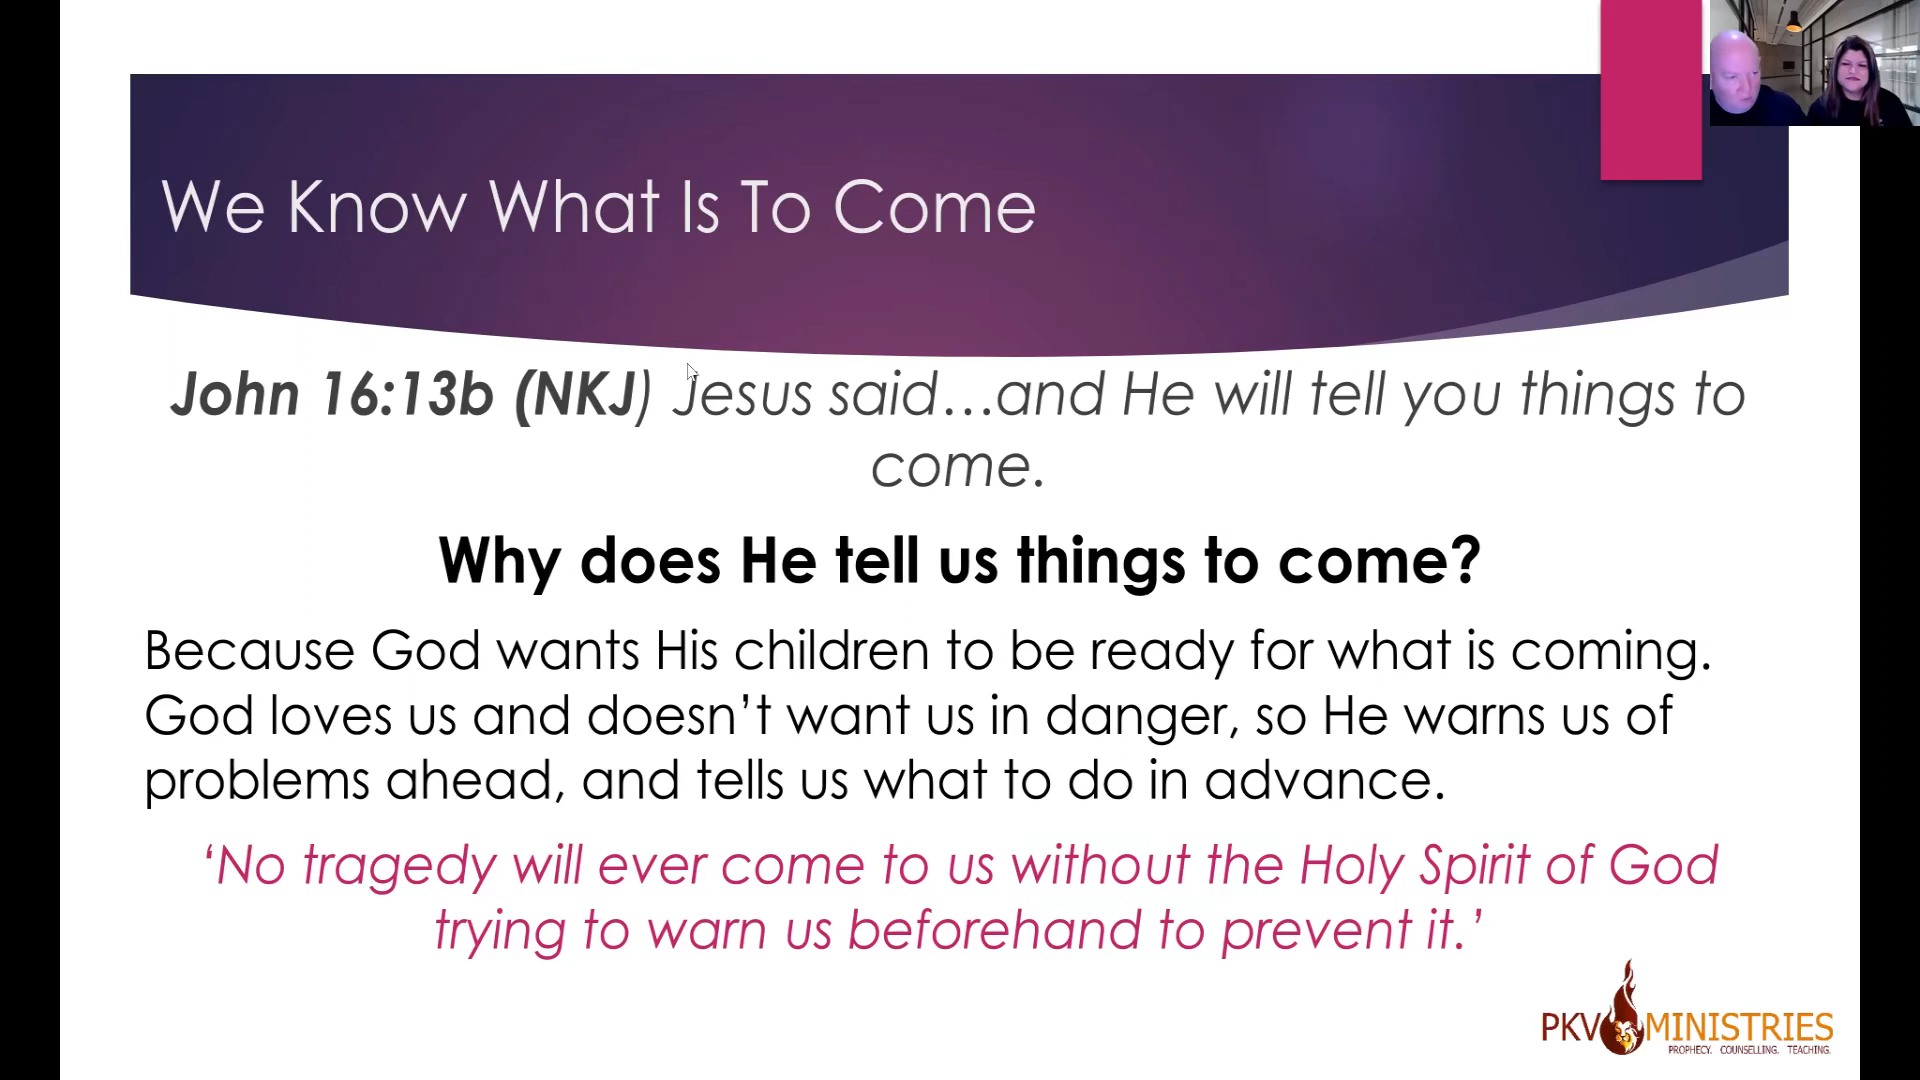 We Know What Is To Come
John 16:13b (NKJ) Jesus said...and He will tell you things to
come.
Why does He tell us things to come?
Because God wants His children to be ready for what is coming.
God loves us and doesn’t want us in danger, so He warns us of
problems ahead, and tells us what to do in advance.
‘No tragedy will ever come to us without the Holy Spirit of God
trying to warn us beforehand to prevent it.’
PKV MINISTRIES
PROPHECY. COUNSELLING. TEACHING.